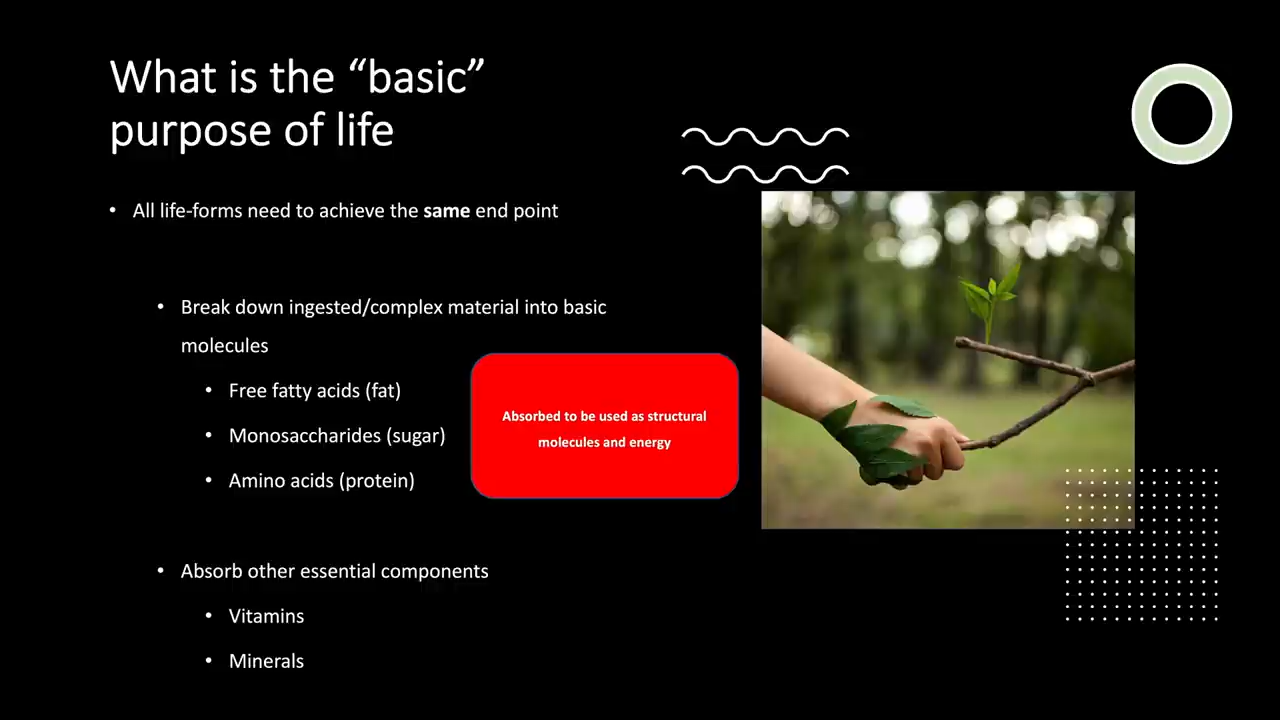 What is the “basic”
purpose of life
• All life-forms need to achieve the same end point
• Break down ingested/complex material into basic
molecules
• Free fatty acids (fat)
• Monosaccharides (sugar)
• Amino acids (protein)
Absorbed to be used as structural
molecules and energy
• Absorb other essential components
• Vitamins
• Minerals